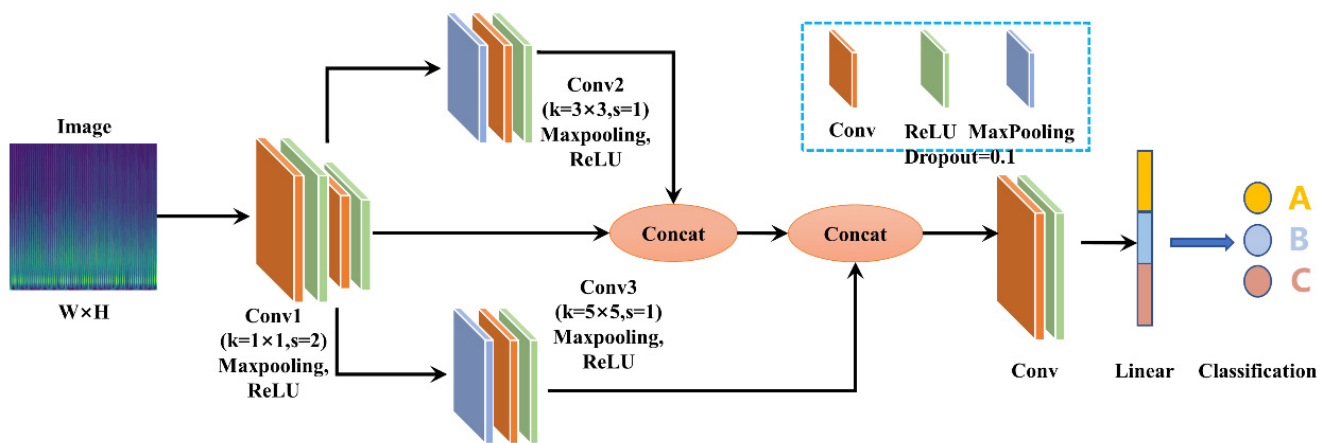 Image
W×H
Conv1
(k=1×1,s=2)
Maxpooling,
ReLU
Conv2
(k=3×3,s=1)
Maxpooling,
ReLU
Conv3
(k=5×5,s=1)
Maxpooling,
ReLU
Concat
Concat
Conv
ReLU
MaxPooling
Dropout=0.1
Conv
Linear
A
B
C
Classification